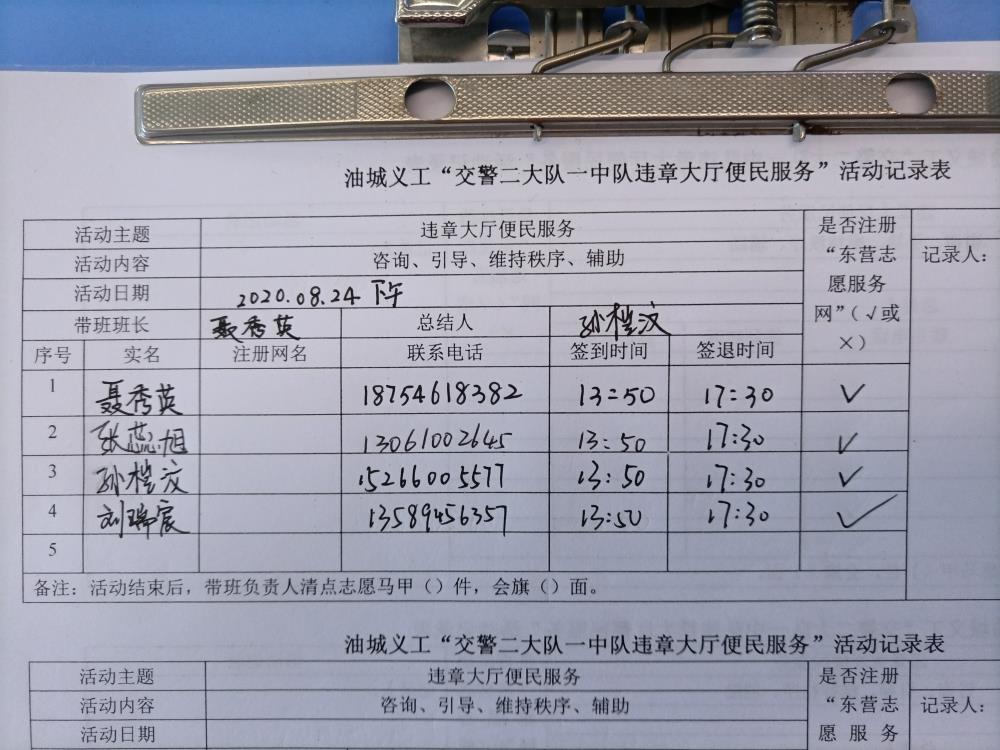 油城义工“交警二大队一中队违章大厅便民服务”活动记录表
活动主题 违章大厅便民服务 是否注册“东营志愿服务网”（√或×） 记录人：
活动内容 咨询、引导、维持秩序、辅助
活动日期 2020.08.24 下午
带班班长 聂秀英 总结人 孙楷汶
序号 实名 注册网名 联系电话 签到时间 签退时间
1 聂秀英 18754618382 13:50 17:30 ✓
2 张蕊旭 13061002645 13:50 17:30 ✓
3 孙楷汶 15266005577 13:50 17:30 ✓
4 刘瑞宸 13589456357 13:50 17:30 ✓
5
备注：活动结束后，带班负责人清点志愿马甲（）件，会旗（）面。
油城义工“交警二大队一中队违章大厅便民服务”活动记录表
活动主题 违章大厅便民服务 是否注册
活动内容 咨询、引导、维持秩序、辅助 “东营志 记录人：
活动日期 愿服务